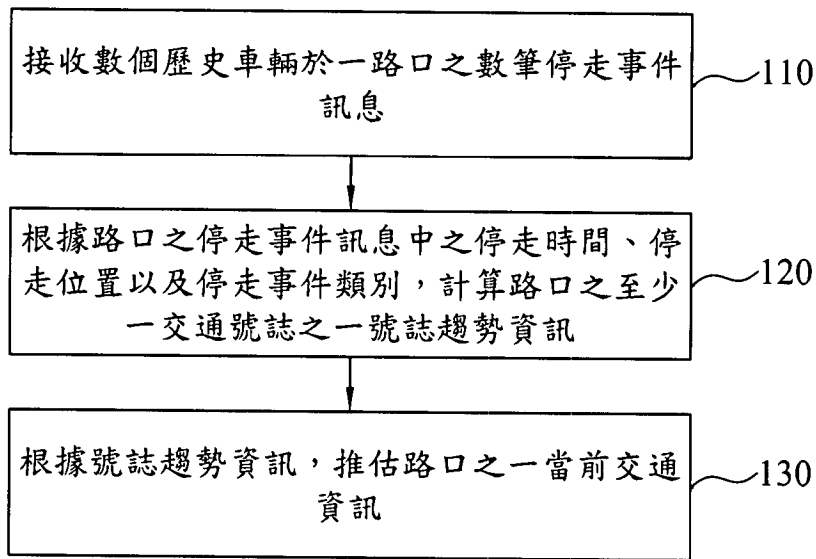 接收數個歷史車輛於一路口之數筆停走事件
訊息
110
根據路口之停走事件訊息中之停走時間、停
走位置以及停走事件類別，計算路口之至少
一交通號誌之一號誌趨勢資訊
120
根據號誌趨勢資訊，推估路口之一當前交通
資訊
130